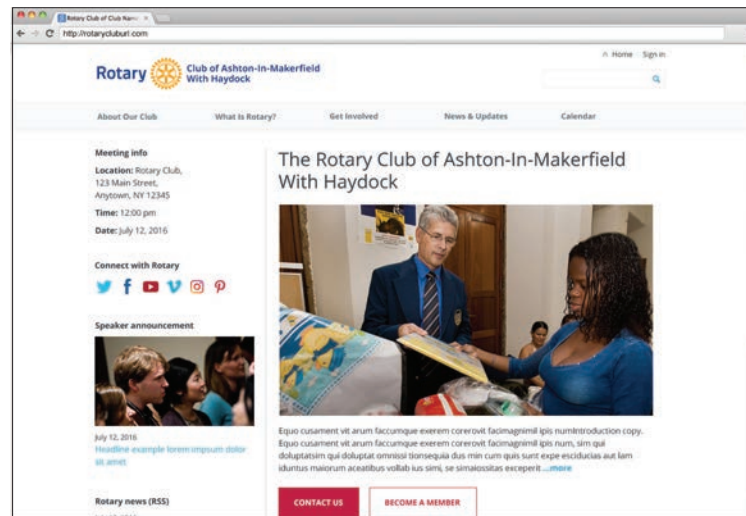 Rotary Club of Club Name
http://rotarycluburl.com
Home Sign in
Rotary Club of Ashton-In-Makerfield
With Haydock
About Our Club What Is Rotary? Get Involved News & Updates Calendar
Meeting info
Location: Rotary Club,
123 Main Street,
Anytown, NY 12345
Time: 12:00 pm
Date: July 12, 2016
Connect with Rotary
Speaker announcement
July 12, 2016
Headline example lorem impsum dolor
sit amet
Rotary news (RSS)
The Rotary Club of Ashton-In-Makerfield
With Haydock
Equo cusament vit arum faccumque exerem corerovit facimagnimil ipis numIntroduction copy.
Equo cusament vit arum faccumque exerem corerovit facimagnimil ipis num, sim qui
doluptatsim qui doluptat omnissi tionsequia dus min cum quis sunt expe esciducias aut lam
iduntus maiorum aceatibus vollab ius simi, se simaiossitas exceperit ...more
CONTACT US BECOME A MEMBER